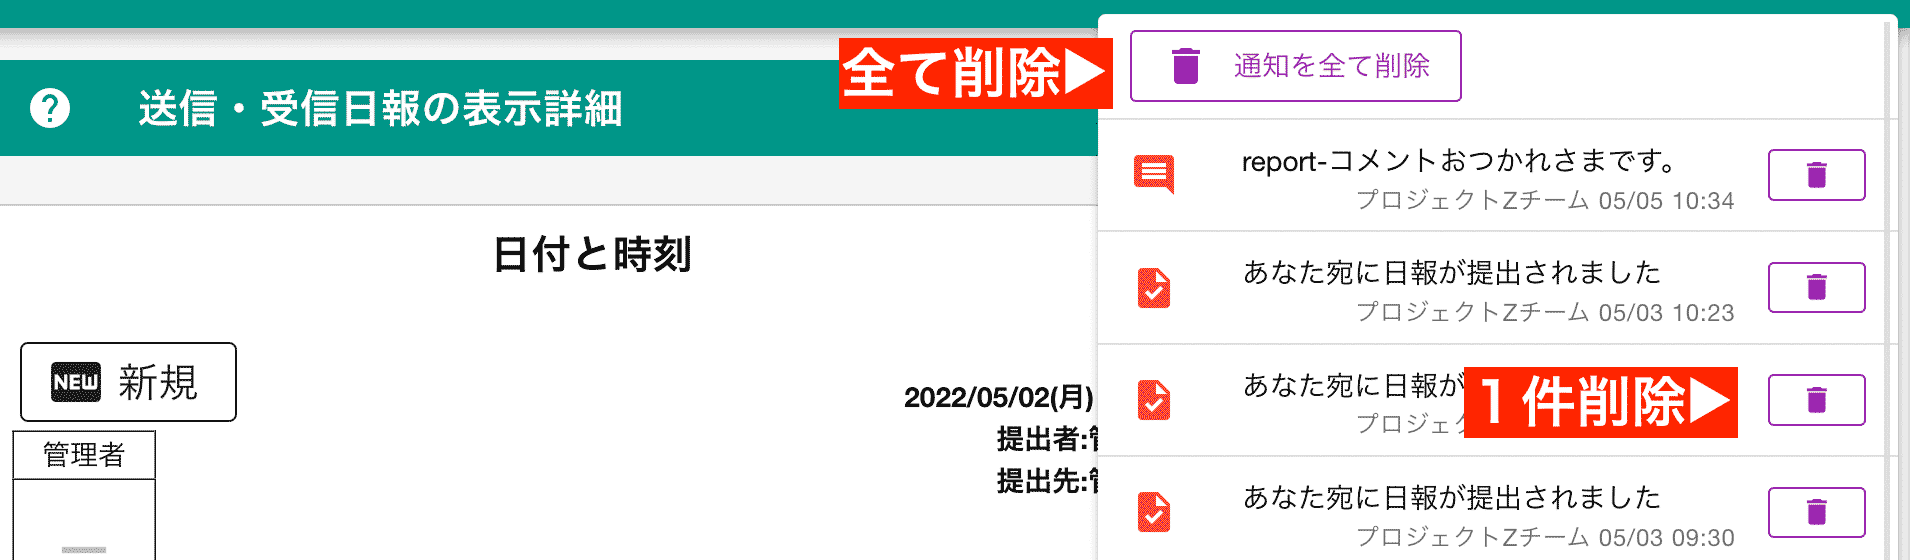 全て削除▶
通知を全て削除
送信・受信日報の表示詳細
report-コメントおつかれさまです。
プロジェクトZチーム 05/05 10:34
日付と時刻
あなた宛に日報が提出されました
プロジェクトZチーム 05/03 10:23
NEW 新規
2022/05/02(月)
提出者:
提出先:
管理者
あなた宛に日報が
プロジェク
1件削除▶
あなた宛に日報が提出されました
プロジェクトZチーム 05/03 09:30